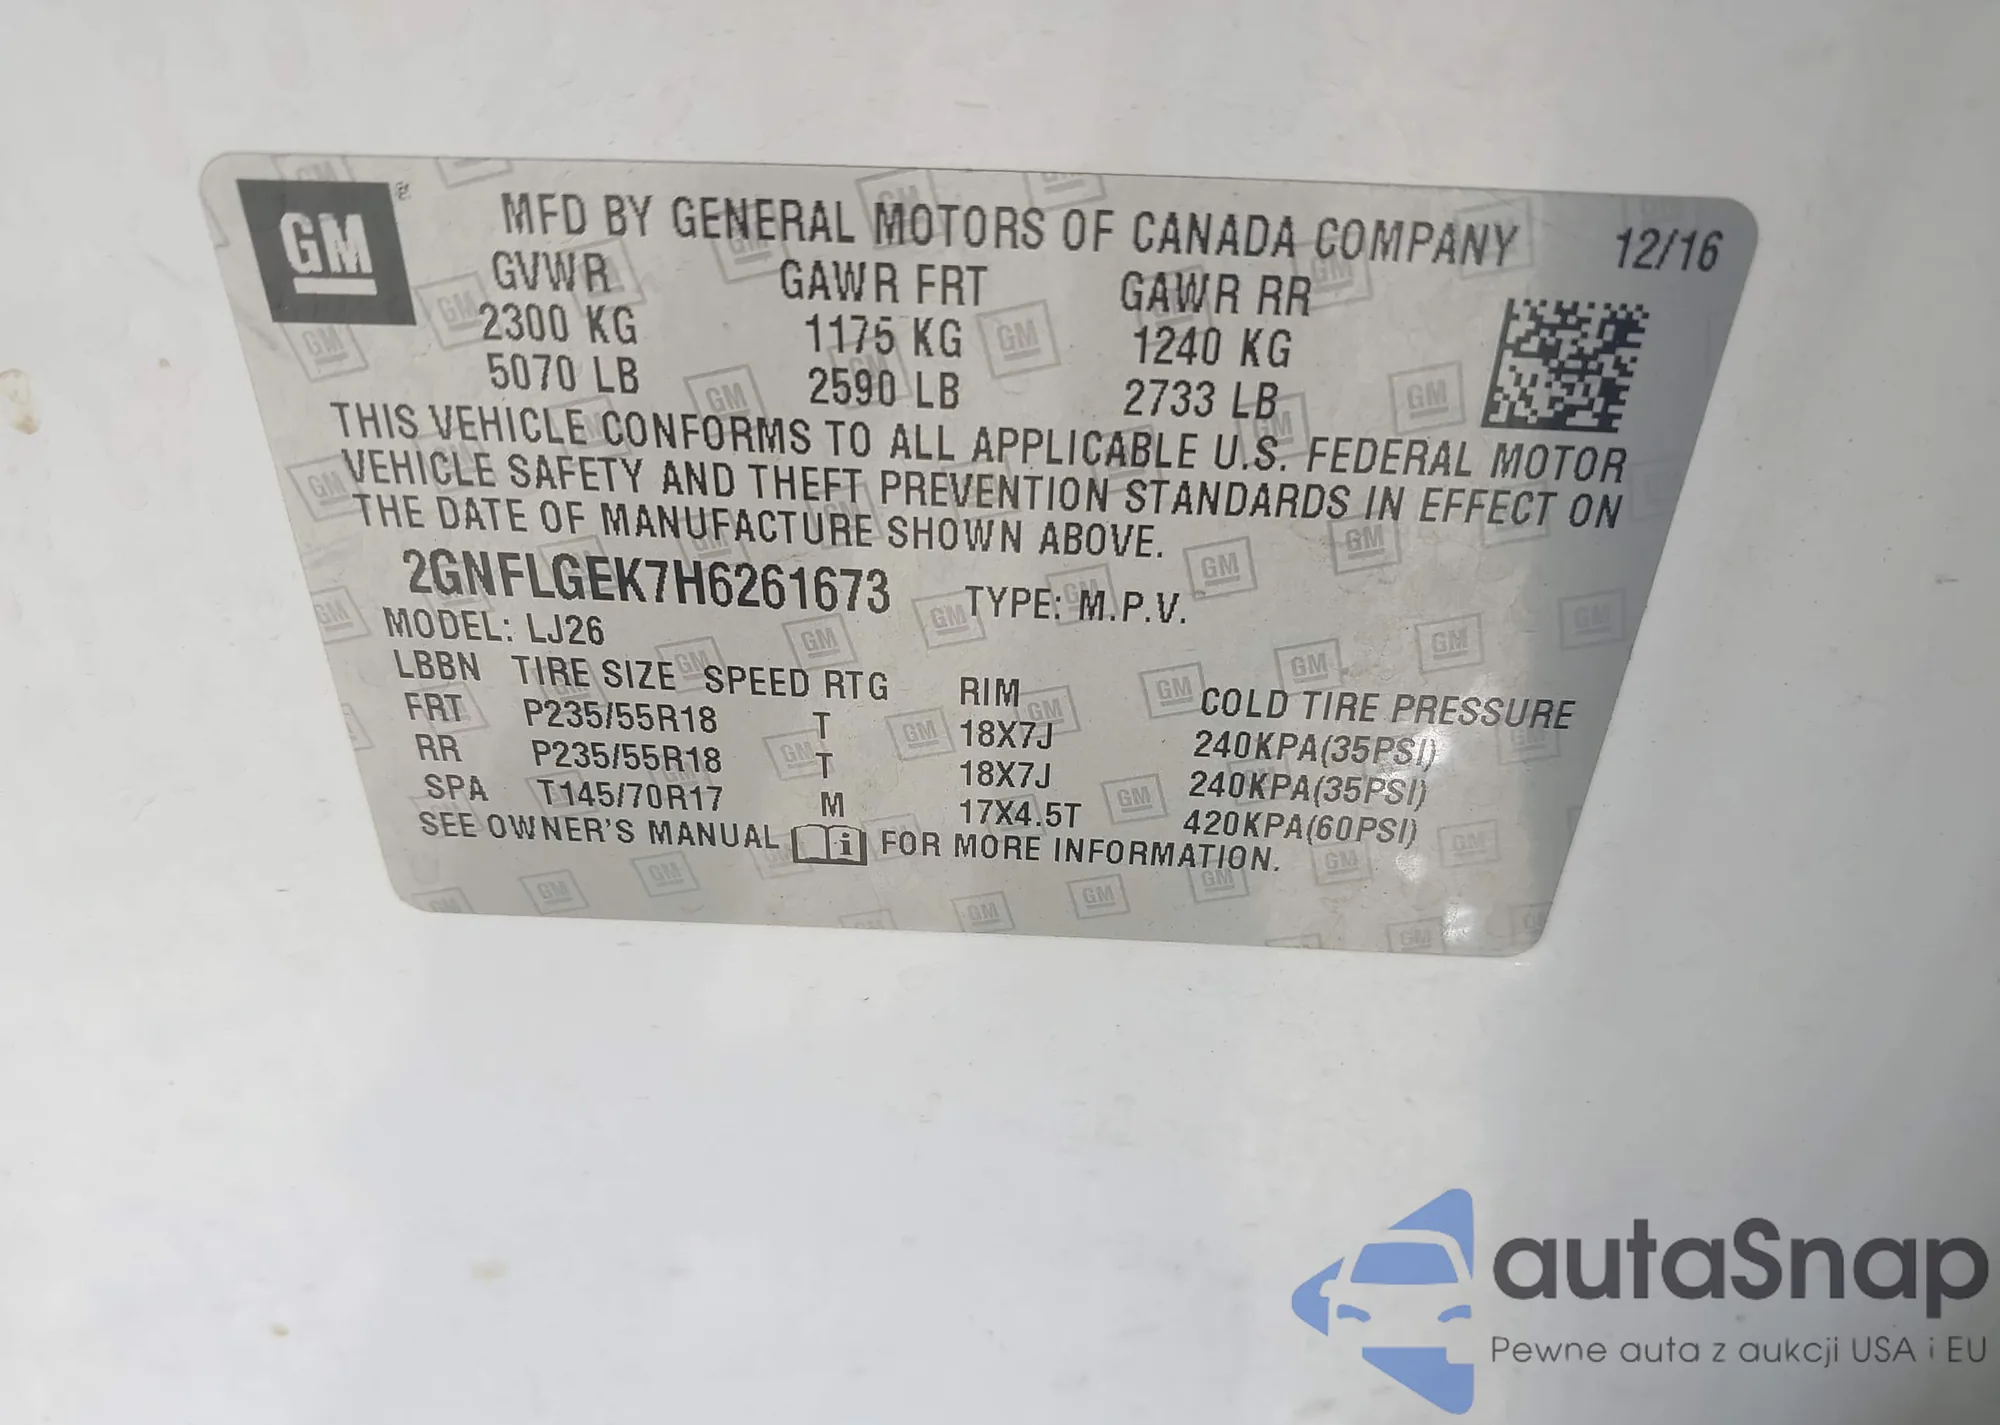 GM
MFD BY GENERAL MOTORS OF CANADA COMPANY 12/16
GVWR GAWR FRT GAWR RR
2300 KG 1175 KG 1240 KG
5070 LB 2590 LB 2733 LB
THIS VEHICLE CONFORMS TO ALL APPLICABLE U.S. FEDERAL MOTOR
VEHICLE SAFETY AND THEFT PREVENTION STANDARDS IN EFFECT ON
THE DATE OF MANUFACTURE SHOWN ABOVE.
2GNFLGEK7H6261673 TYPE: M.P.V.
MODEL: LJ26
LBBN TIRE SIZE SPEED RTG RIM COLD TIRE PRESSURE
FRT P235/55R18 T 18X7J 240KPA(35PSI)
RR P235/55R18 T 18X7J 240KPA(35PSI)
SPA T145/70R17 M 17X4.5T 420KPA(60PSI)
SEE OWNER'S MANUAL i FOR MORE INFORMATION.
autaSnap
Pewne auta z aukcji USA i EU